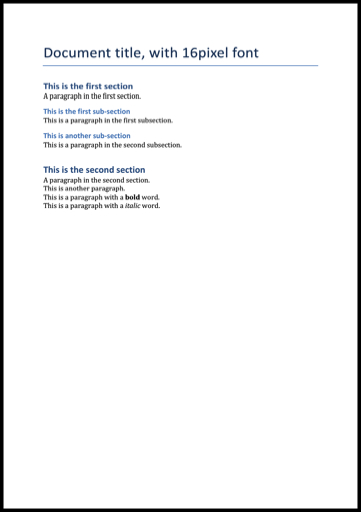 Document title, with 16pixel font
This is the first section
A paragraph in the first section.
This is the first sub-section
This is a paragraph in the first subsection.
This is another sub-section
This is a paragraph in the second subsection.
This is the second section
A paragraph in the second section.
This is another paragraph.
This is a paragraph with a bold word.
This is a paragraph with a italic word.